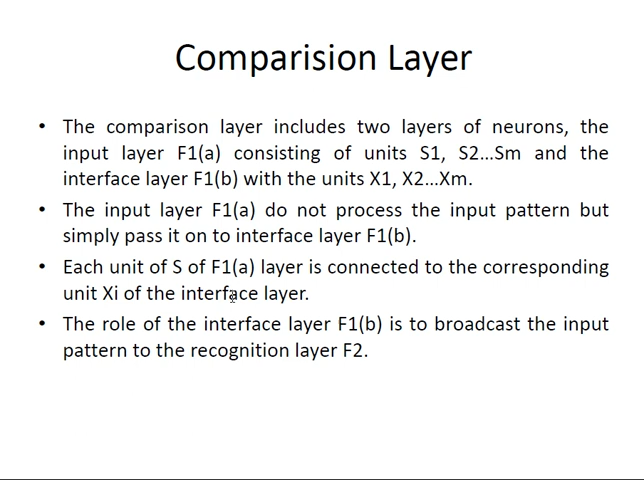 Comparision Layer
• The comparison layer includes two layers of neurons, the
input layer F1(a) consisting of units S1, S2...Sm and the
interface layer F1(b) with the units X1, X2...Xm.
• The input layer F1(a) do not process the input pattern but
simply pass it on to interface layer F1(b).
• Each unit of S of F1(a) layer is connected to the corresponding
unit Xi of the interface layer.
• The role of the interface layer F1(b) is to broadcast the input
pattern to the recognition layer F2.